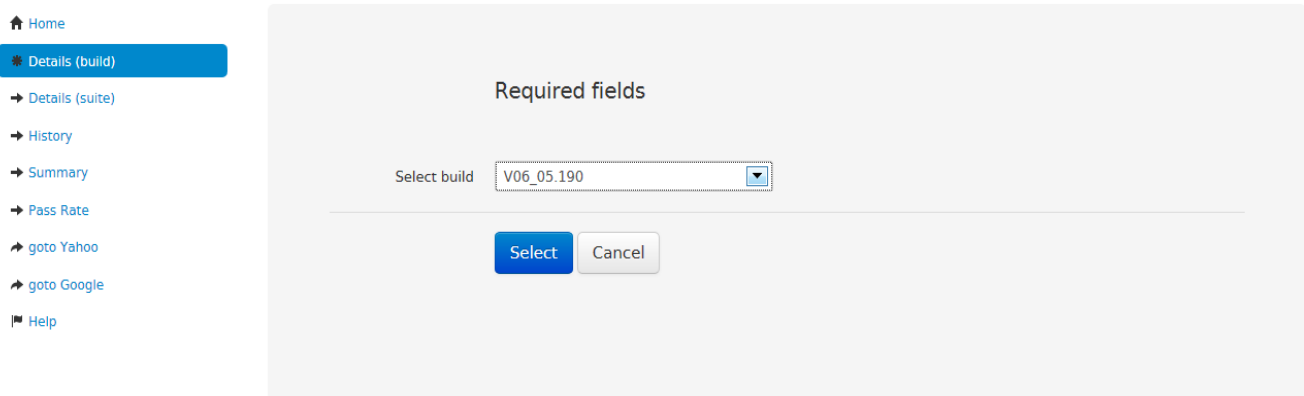 Home
Details (build)
Details (suite)
History
Summary
Pass Rate
goto Yahoo
goto Google
Help
Required fields
Select build V06_05.190
Select Cancel